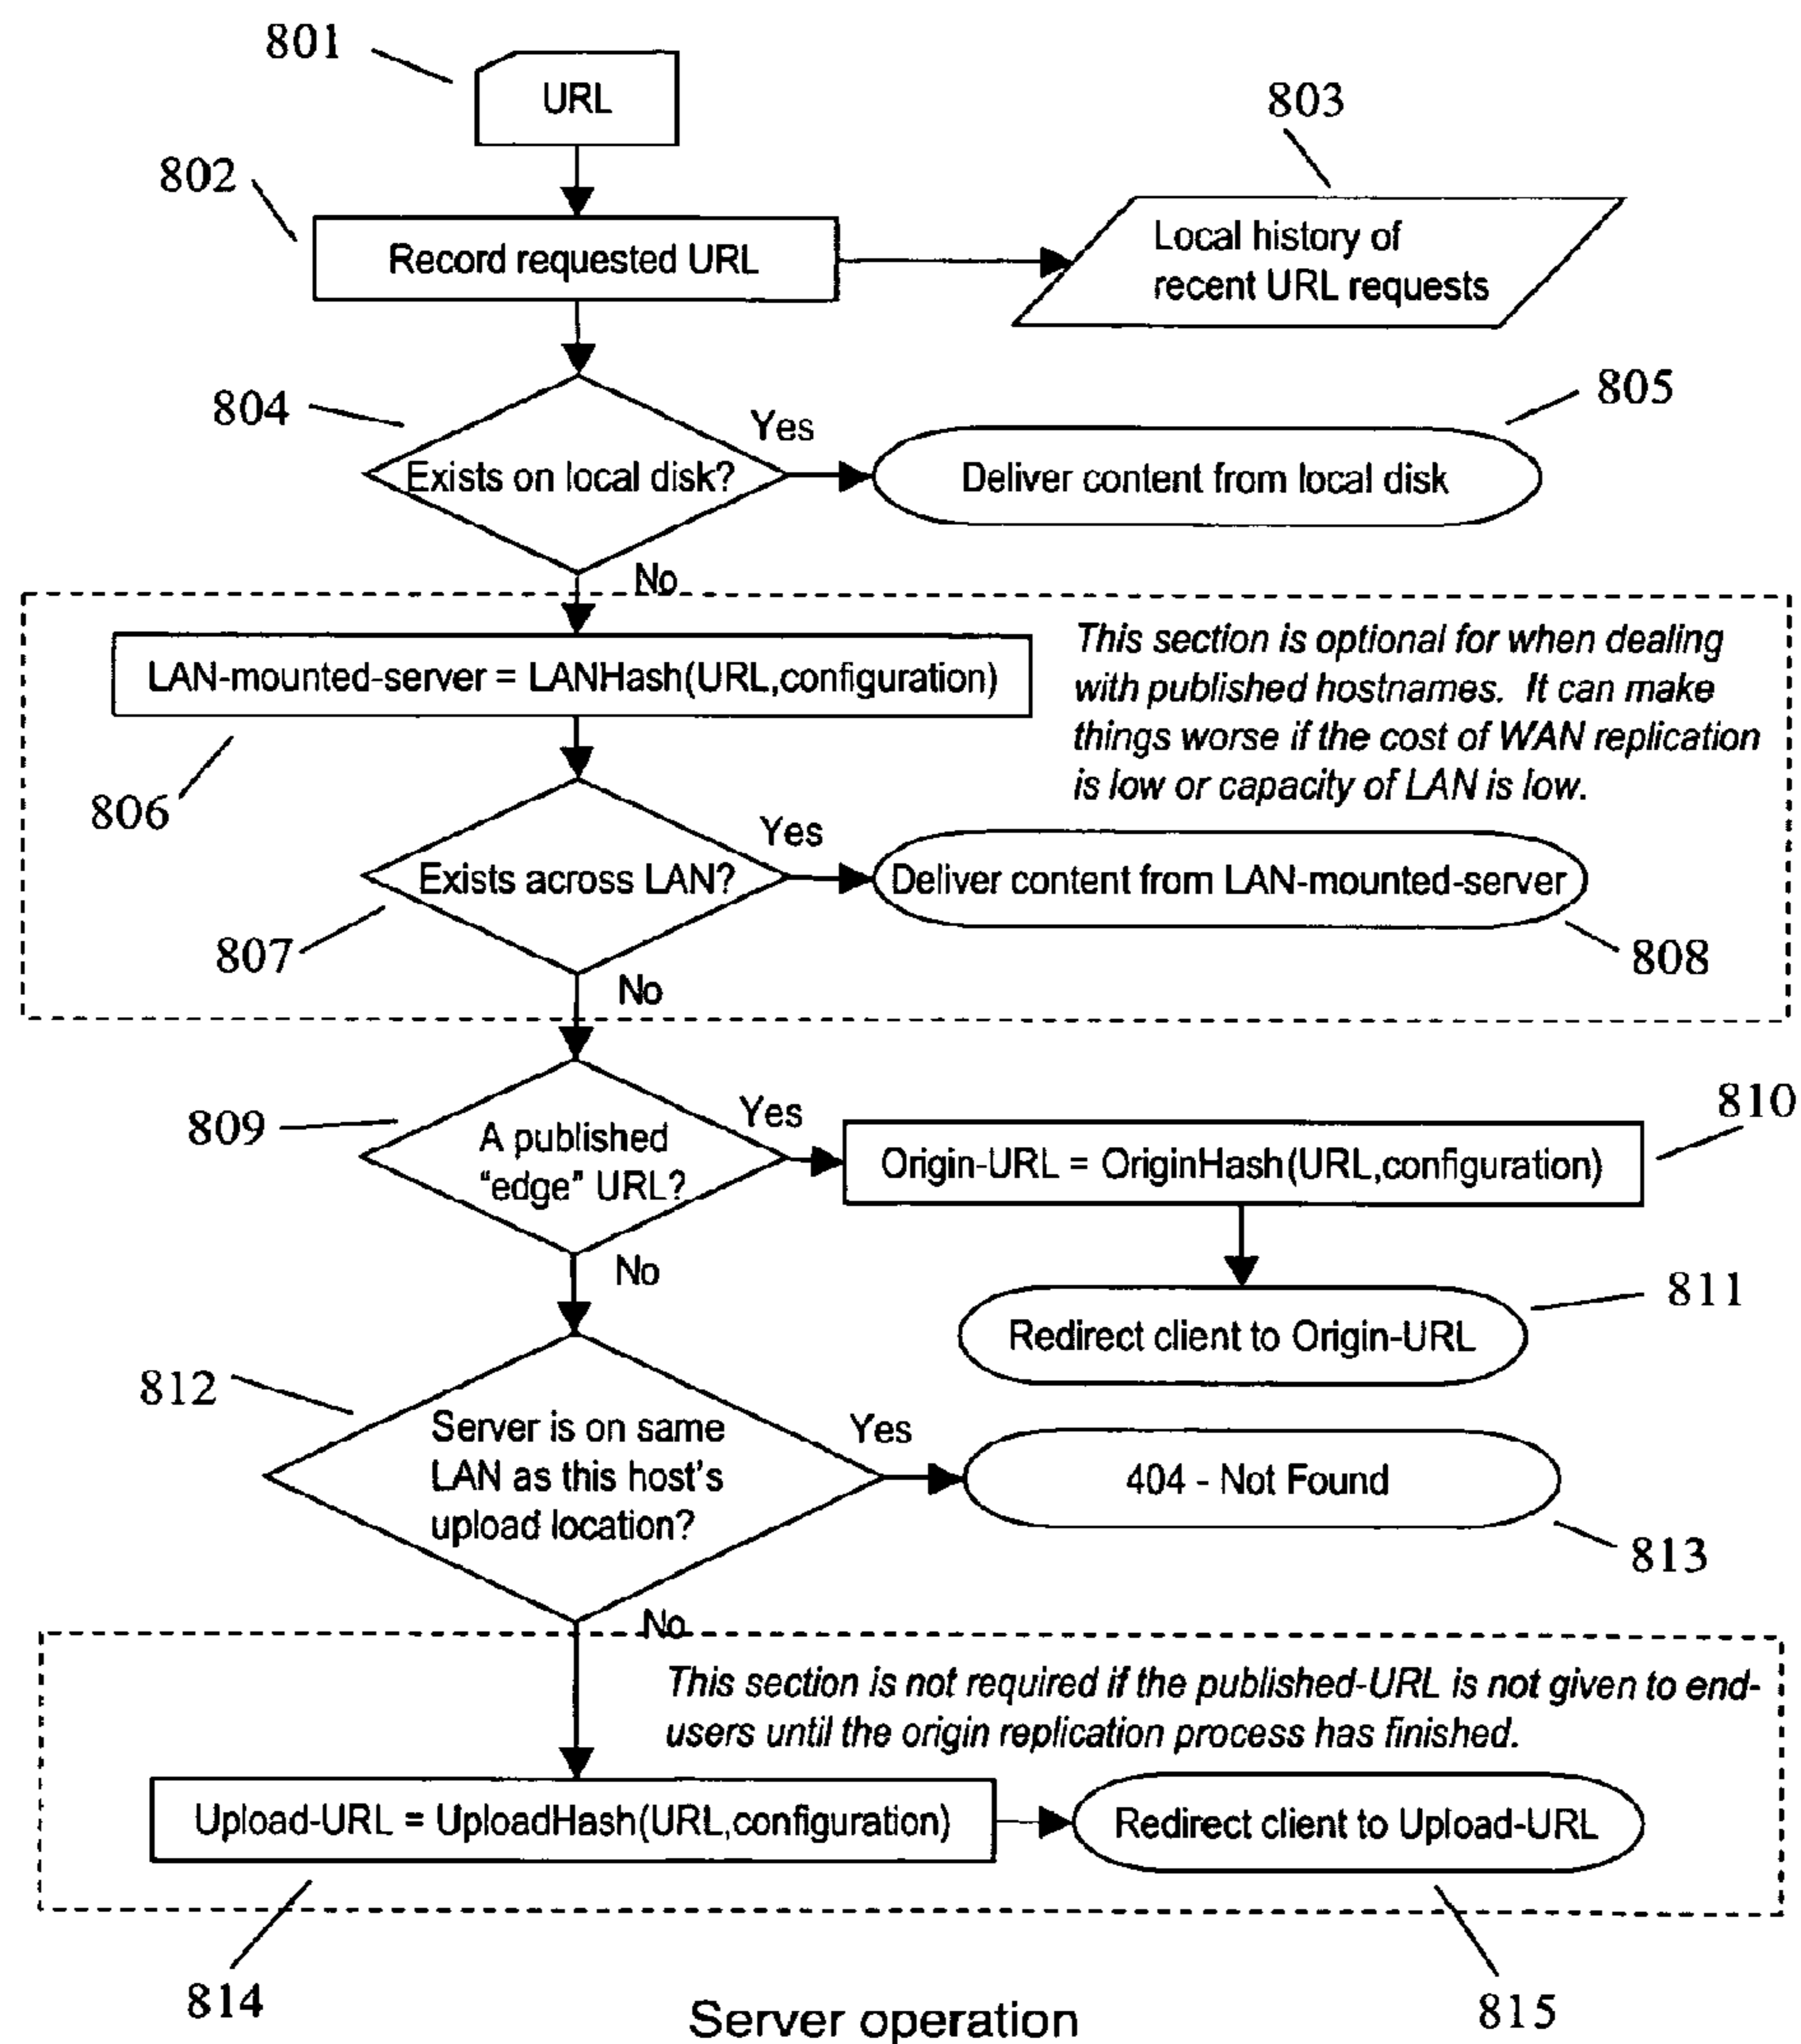 801
URL
803
802
Record requested URL
Local history of
recent URL requests
804
Yes
805
Exists on local disk?
Deliver content from local disk
No
LAN-mounted-server = LANHash(URL,configuration)
This section is optional for when dealing
with published hostnames. It can make
things worse if the cost of WAN replication
is low or capacity of LAN is low.
806
Yes
Exists across LAN?
Deliver content from LAN-mounted-server
807
808
No
809
Yes
810
A published
“edge” URL?
Origin-URL = OriginHash(URL,configuration)
No
811
Redirect client to Origin-URL
812
Server is on same
LAN as this host's
upload location?
Yes
404 - Not Found
813
No
This section is not required if the published-URL is not given to end-
users until the origin replication process has finished.
Upload-URL = UploadHash(URL,configuration)
Redirect client to Upload-URL
814
815
Server operation